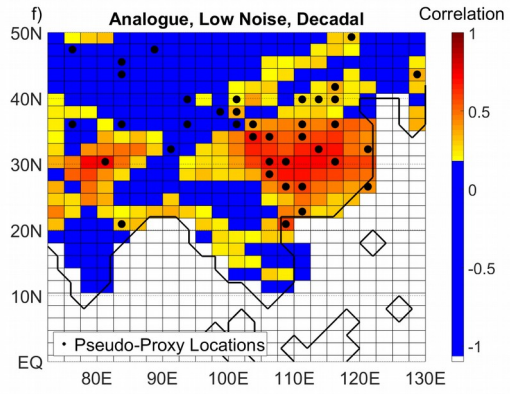 f)
Analogue, Low Noise, Decadal
Correlation
50N
40N
30N
20N
10N
EQ
80E 90E 100E 110E 120E 130E
• Pseudo-Proxy Locations
1
0.5
0
-0.5
-1